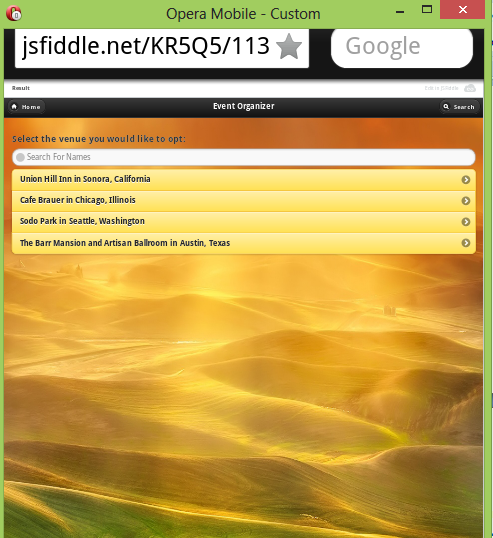 Opera Mobile - Custom
jsfiddle.net/KR5Q5/113
Google
Result
Edit in JSFiddle
Home
Event Organizer
Search
Select the venue you would like to opt:
Search For Names
Union Hill Inn in Sonora, California
Cafe Brauer in Chicago, Illinois
Sodo Park in Seattle, Washington
The Barr Mansion and Artisan Ballroom in Austin, Texas